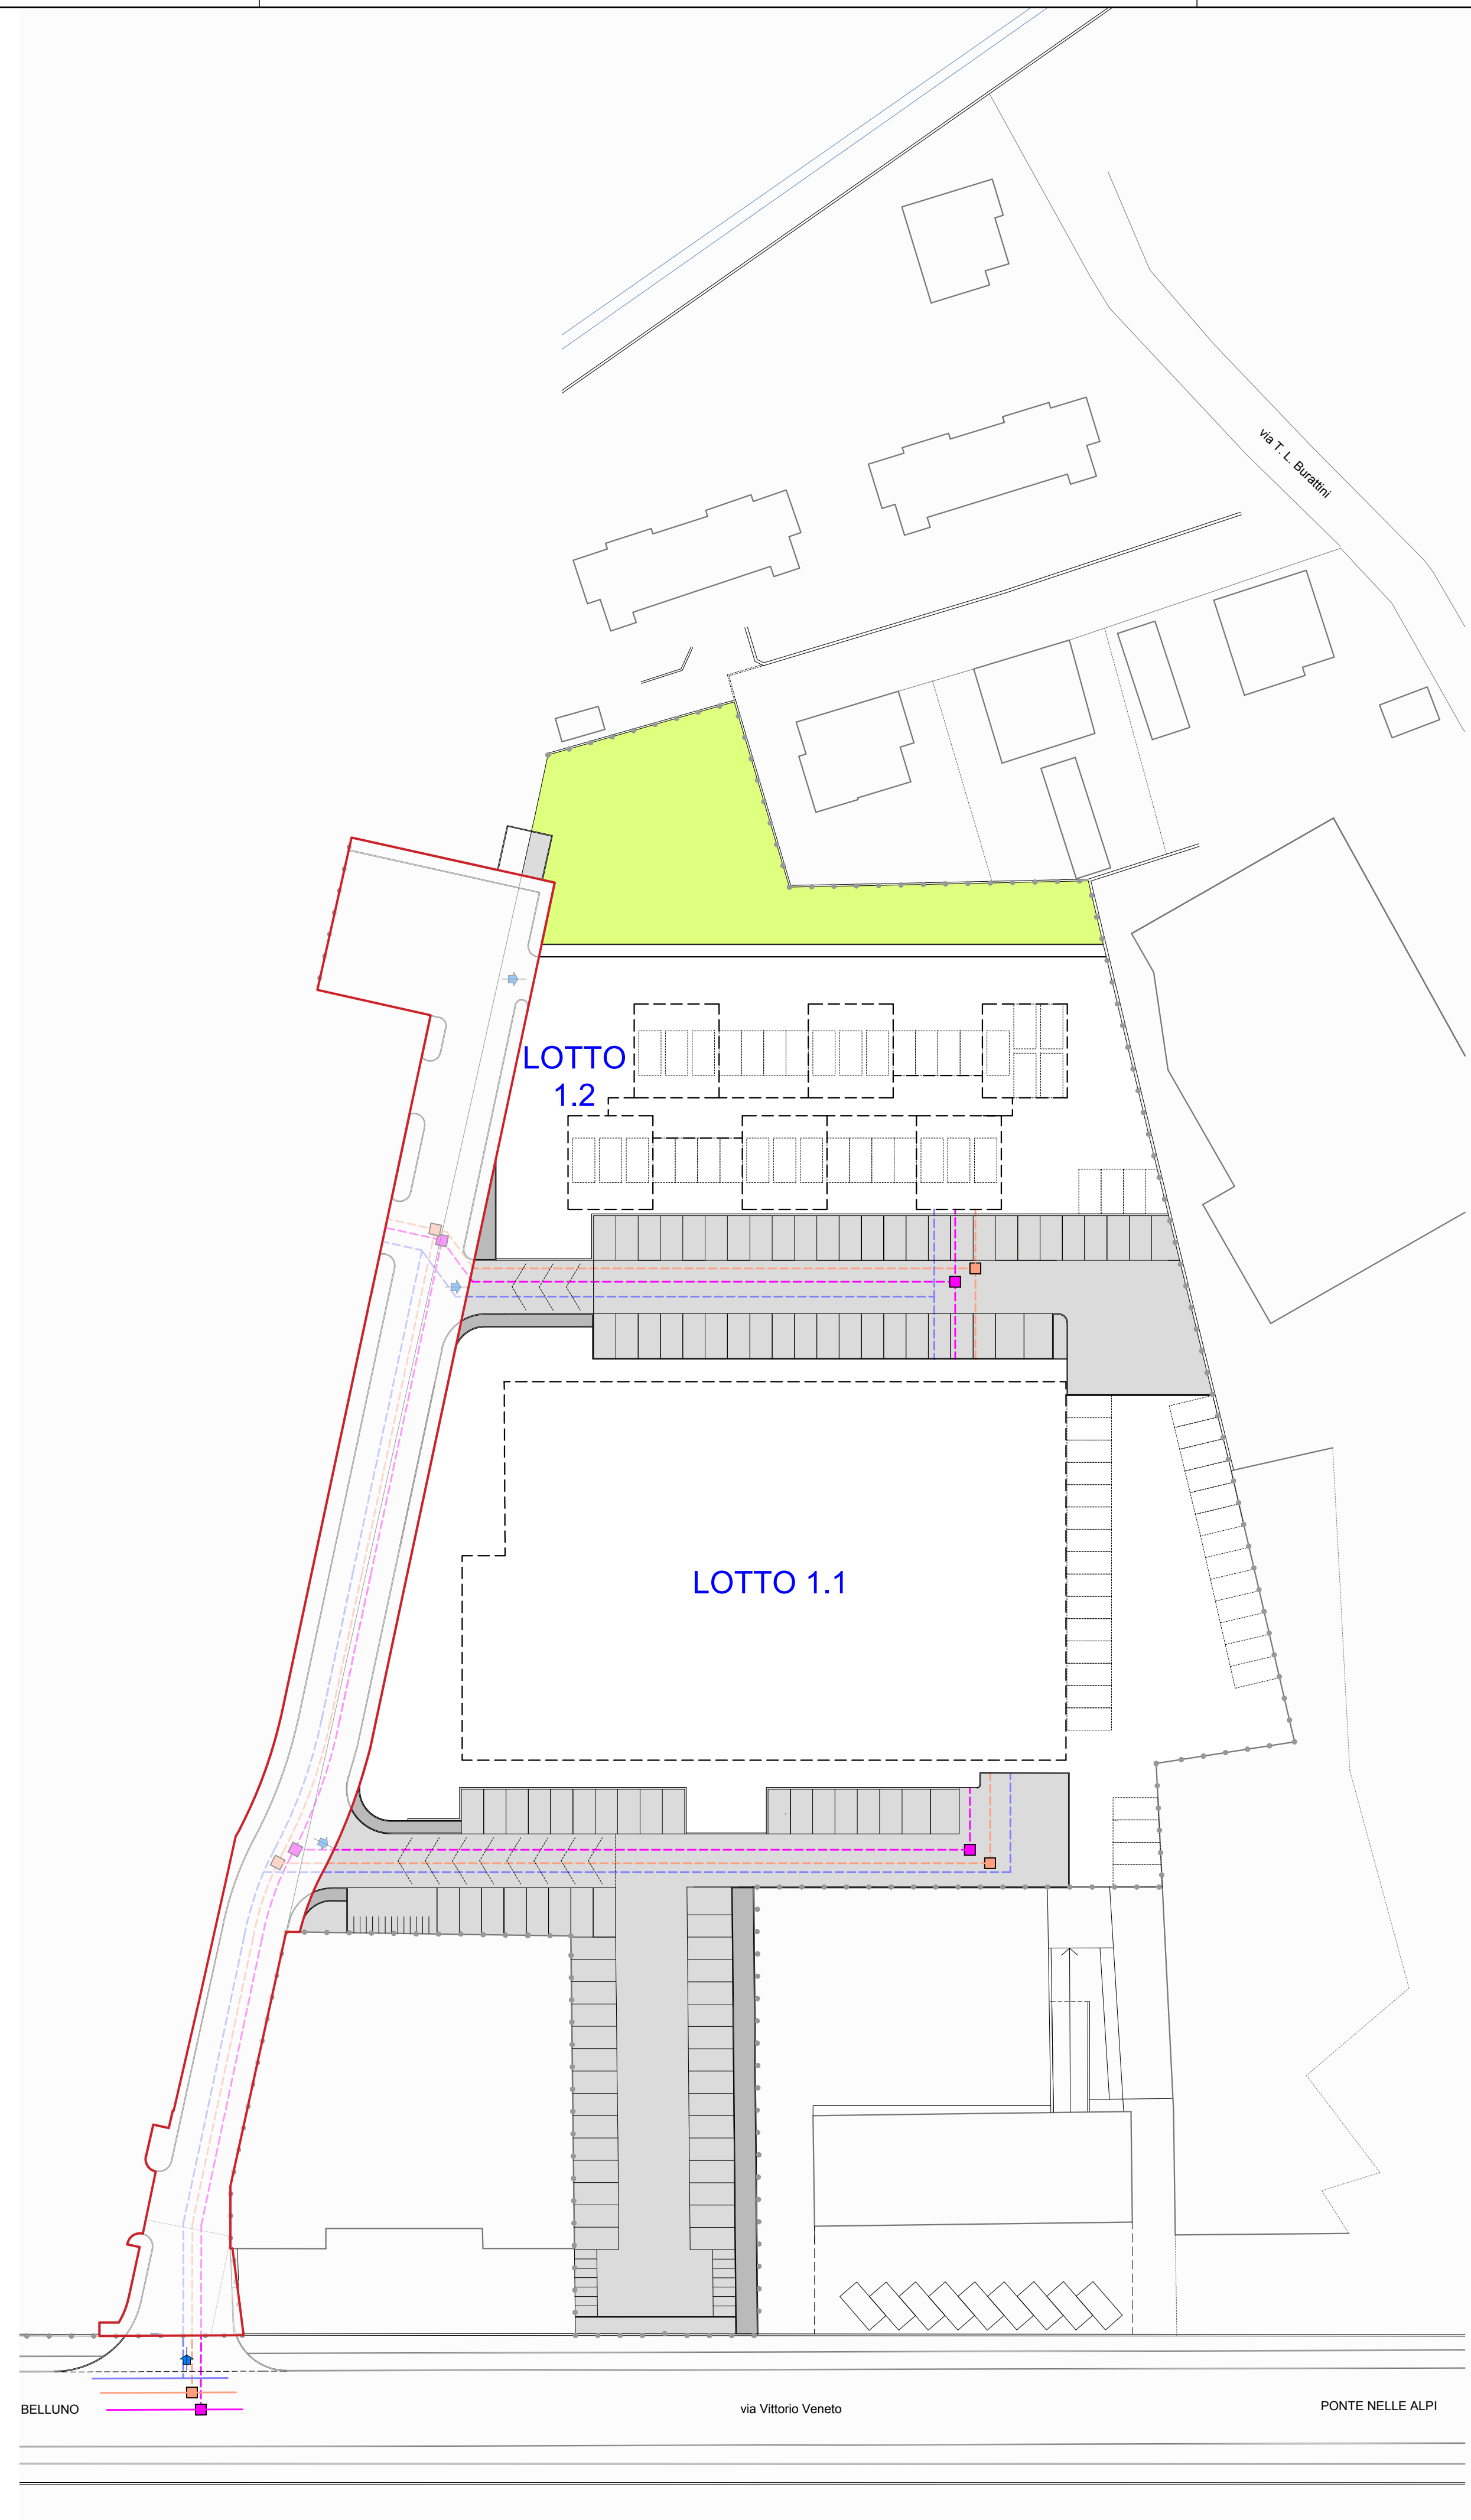 via T. L. Burattini
LOTTO
1.2
LOTTO 1.1
BELLUNO
via Vittorio Veneto
PONTE NELLE ALPI